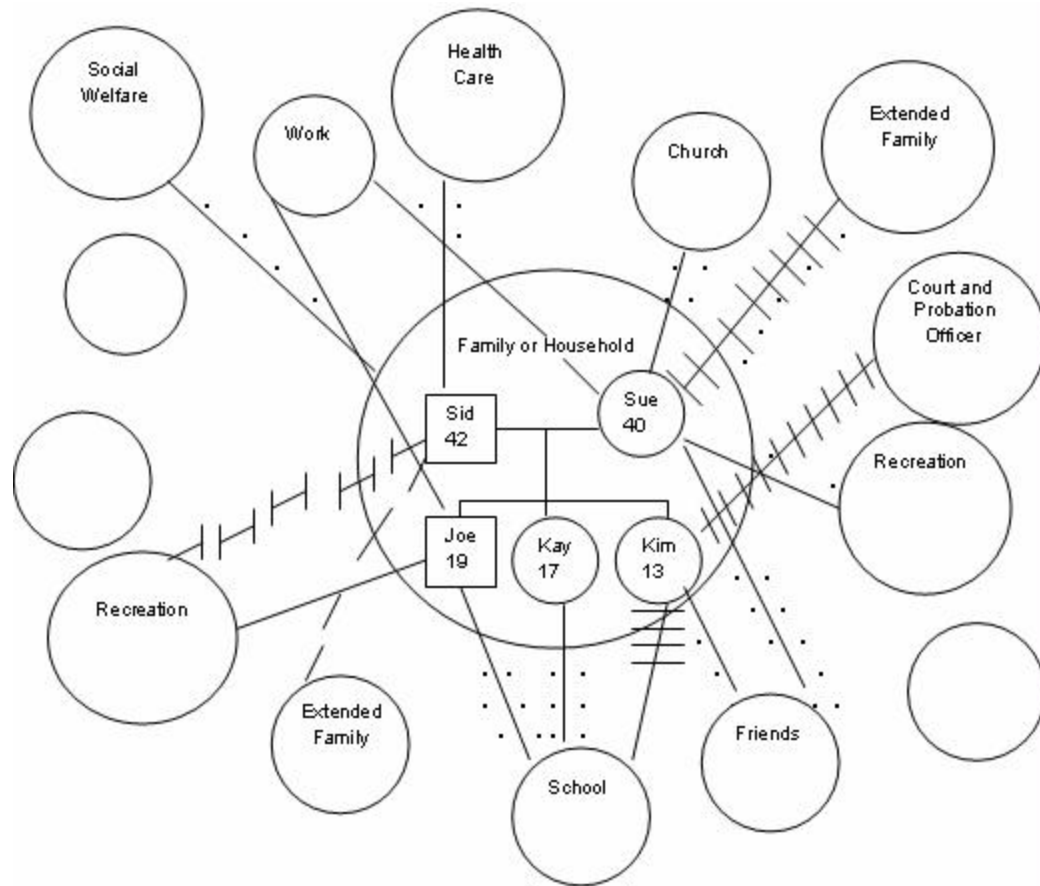 Social
Welfare
Work
Health
Care
Church
Extended
Family
Court and
Probation
Officer
Family or Household
Sid
42
Sue
40
Recreation
Joe
19
Kay
17
Kim
13
Recreation
Extended
Family
School
Friends